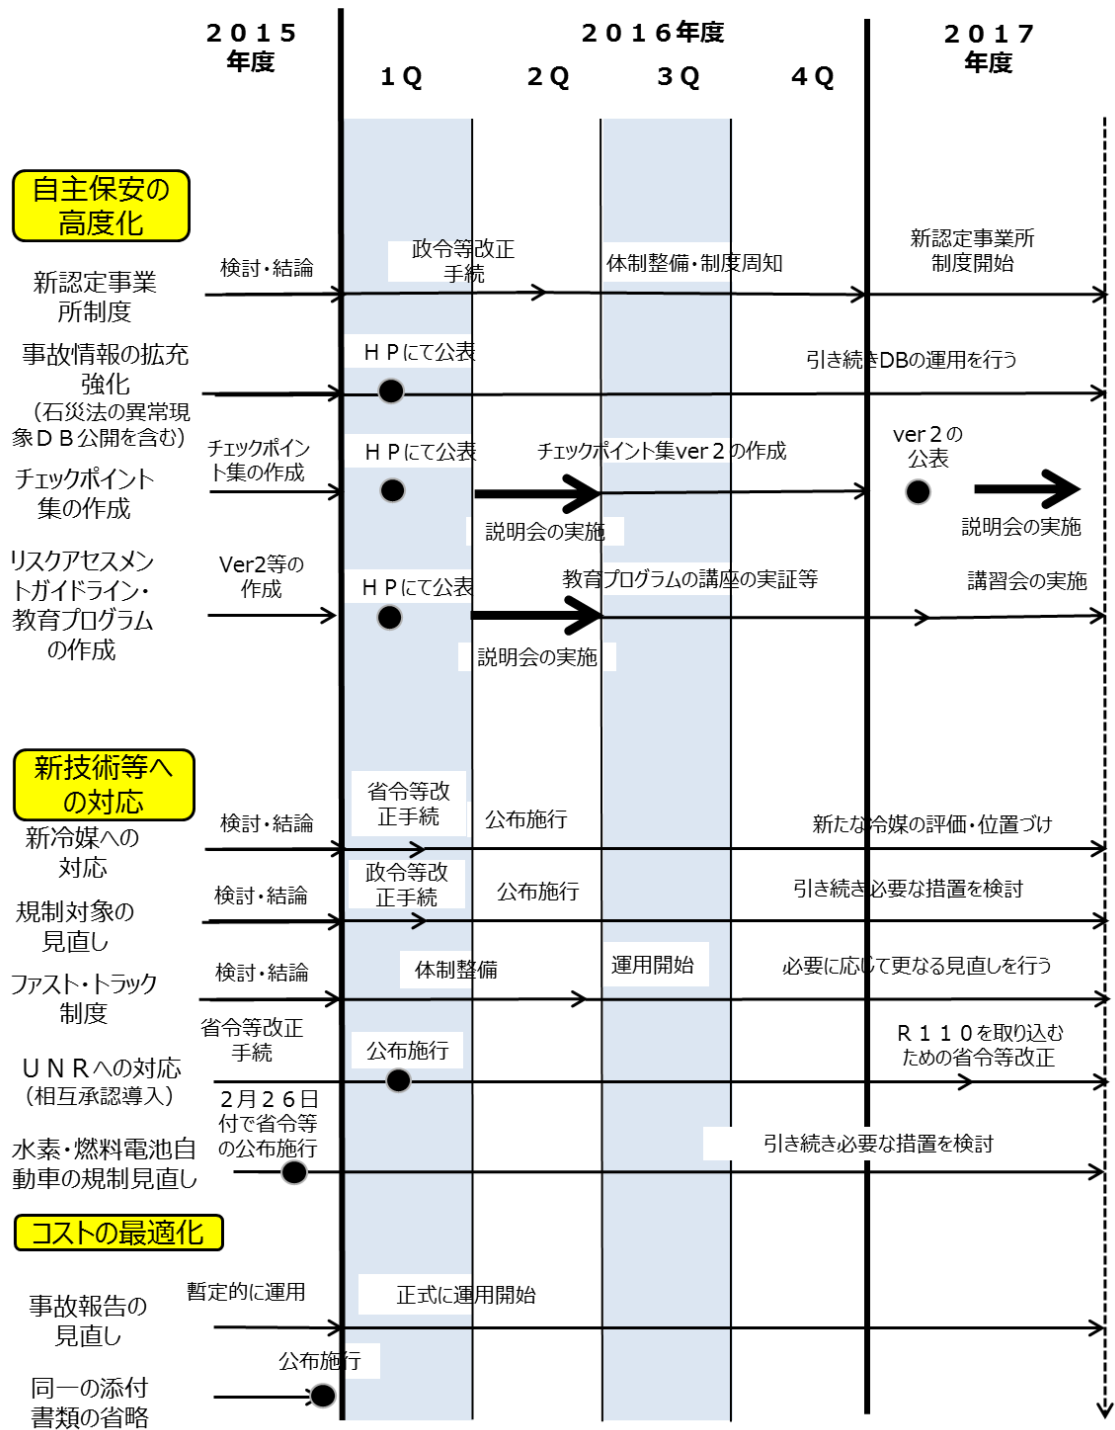 ２０１５
年度
２０１６年度
２０１７
年度
１Ｑ
２Ｑ
３Ｑ
４Ｑ
自主保安の
高度化
新認定事業
所制度
検討・結論
政令等改正
手続
体制整備・制度周知
新認定事業所
制度開始
事故情報の拡充
強化
（石災法の異常現
象ＤＢ公開を含む）
ＨＰにて公表
引き続きDBの運用を行う
チェックポイント
集の作成
チェックポイン
ト集の作成
ＨＰにて公表
チェックポイント集ver２の作成
説明会の実施
ver２の
公表
説明会の実施
リスクアセスメン
トガイドライン・
教育プログラム
の作成
Ver2等の
作成
ＨＰにて公表
説明会の実施
教育プログラムの講座の実証等
講習会の実施
新技術等へ
の対応
新冷媒への
対応
検討・結論
省令等改
正手続
公布施行
新たな冷媒の評価・位置づけ
規制対象の
見直し
検討・結論
政令等改
正手続
公布施行
引き続き必要な措置を検討
ファスト・トラック
制度
検討・結論
体制整備
運用開始
必要に応じて更なる見直しを行う
ＵＮＲへの対応
（相互承認導入）
省令等改正
手続
公布施行
Ｒ１１０を取り込む
ための省令等改正
水素・燃料電池自
動車の規制見直し
２月２６日
付で省令等
の公布施行
引き続き必要な措置を検討
コストの最適化
事故報告の
見直し
暫定的に運用
正式に運用開始
同一の添付
書類の省略
公布施行